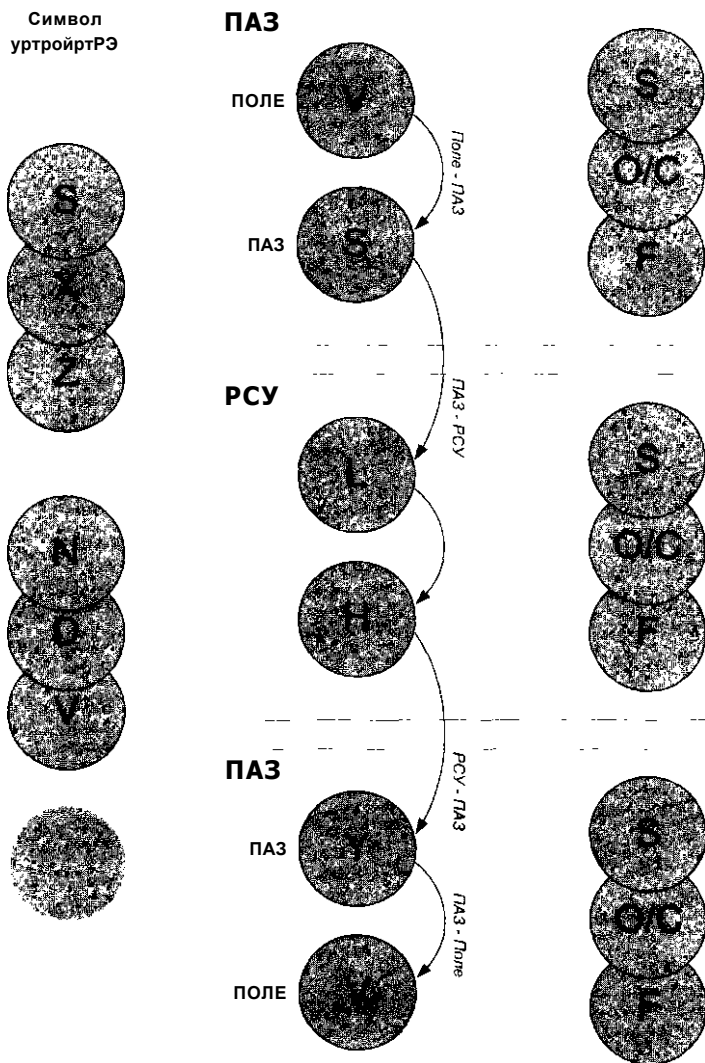 Символ
уртройртРЭ
S
X
Z
N
D
V
ПАЗ
ПОЛЕ
V
Поле - ПАЗ
ПАЗ
S
ПАЗ - РСУ
РСУ
L
H
РСУ - ПАЗ
ПАЗ
ПАЗ
Y
ПАЗ - Поле
ПОЛЕ
S
O/C
F
S
O/C
F
S
O/C
F